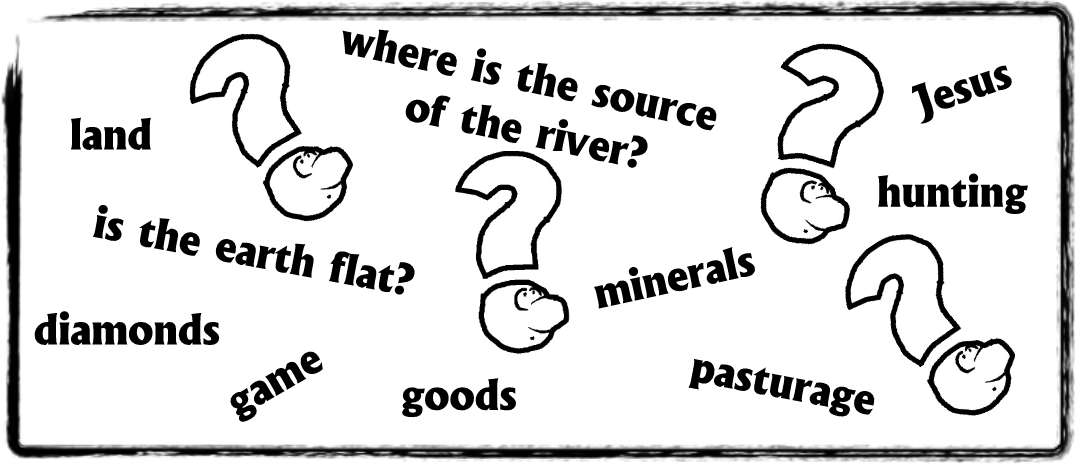 where is the source
of the river?
Jesus
land
hunting
is the earth flat?
minerals
diamonds
game
goods
pasturage